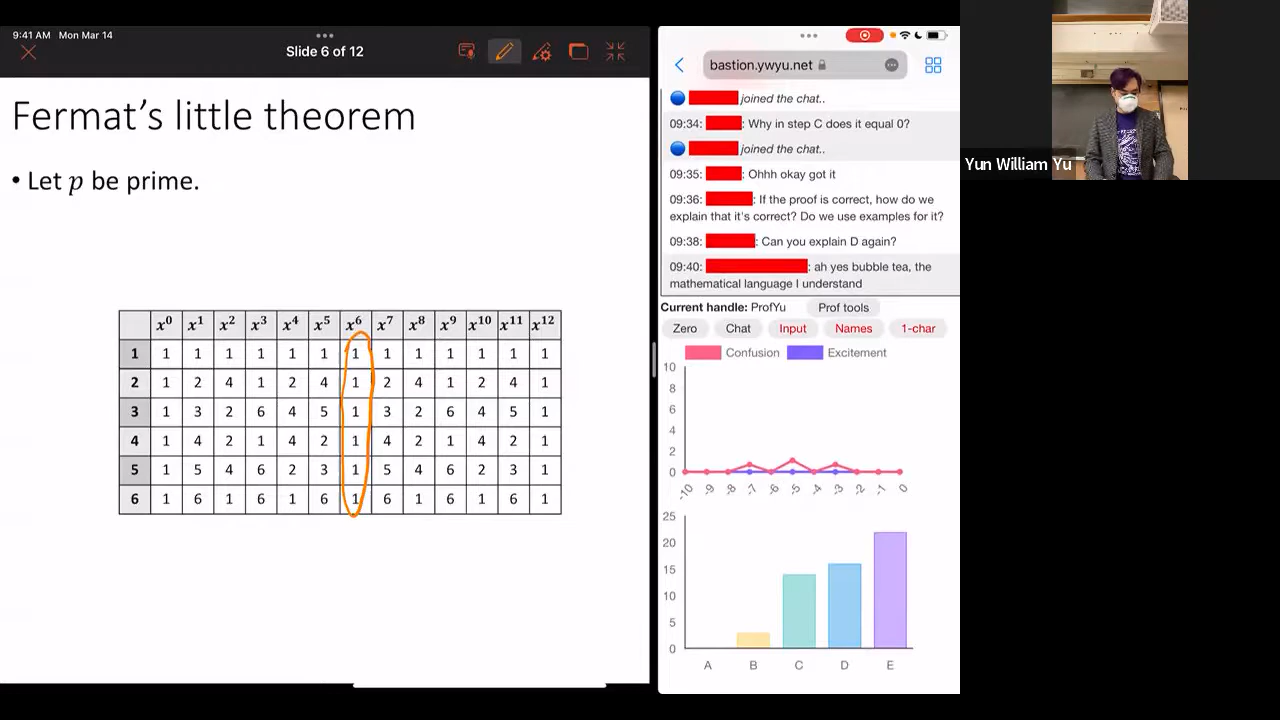 9:41 AM Mon Mar 14
Slide 6 of 12
Fermat's little theorem
• Let p be prime.
x⁰ x¹ x² x³ x⁴ x⁵ x⁶ x⁷ x⁸ x⁹ x¹⁰ x¹¹ x¹²
1 1 1 1 1 1 1 1 1 1 1 1 1 1
2 1 2 4 1 2 4 1 2 4 1 2 4 1
3 1 3 2 6 4 5 1 3 2 6 4 5 1
4 1 4 2 1 4 2 1 4 2 1 4 2 1
5 1 5 4 6 2 3 1 5 4 6 2 3 1
6 1 6 1 6 1 6 1 6 1 6 1 6 1
bastion.ywyu.net
joined the chat..
09:34: : Why in step C does it equal 0?
joined the chat..
09:35: : Ohhh okay got it
09:36: : If the proof is correct, how do we
explain that it's correct? Do we use examples for it?
09:38: : Can you explain D again?
09:40: : ah yes bubble tea, the
mathematical language I understand
Current handle: ProfYu Prof tools
Zero Chat Input Names 1-char
Confusion Excitement
10
8
6
4
2
0
-10 -9 -8 -7 -6 -5 -4 -3 -2 -1 0
25
20
15
10
5
0
A B C D E
Yun William Yu